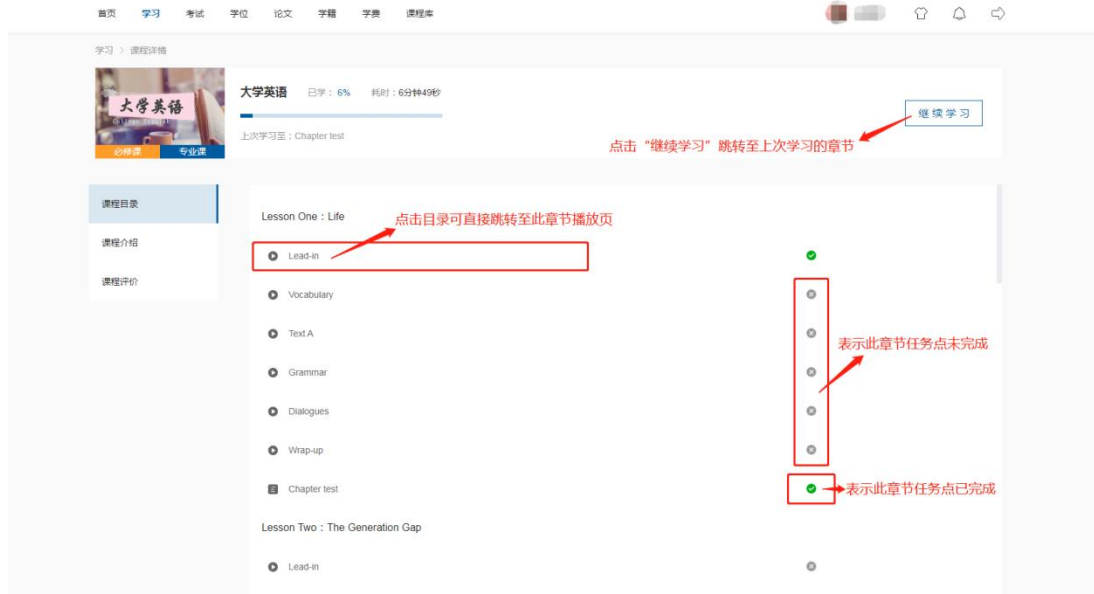 首页 学习 考试 学位 论文 学籍 学费 课程库
学习 > 课程详情
大学英语
必修课 专业课
大学英语 已学：6% 耗时：6分钟49秒
上次学习至：Chapter test
继续学习
点击“继续学习”跳转至上次学习的章节
课程目录
课程介绍
课程评价
Lesson One：Life
点击目录可直接跳转至此章节播放页
Lead-in
Vocabulary
Text A
表示此章节任务点未完成
Grammar
Dialogues
Wrap-up
Chapter test
表示此章节任务点已完成
Lesson Two：The Generation Gap
Lead-in